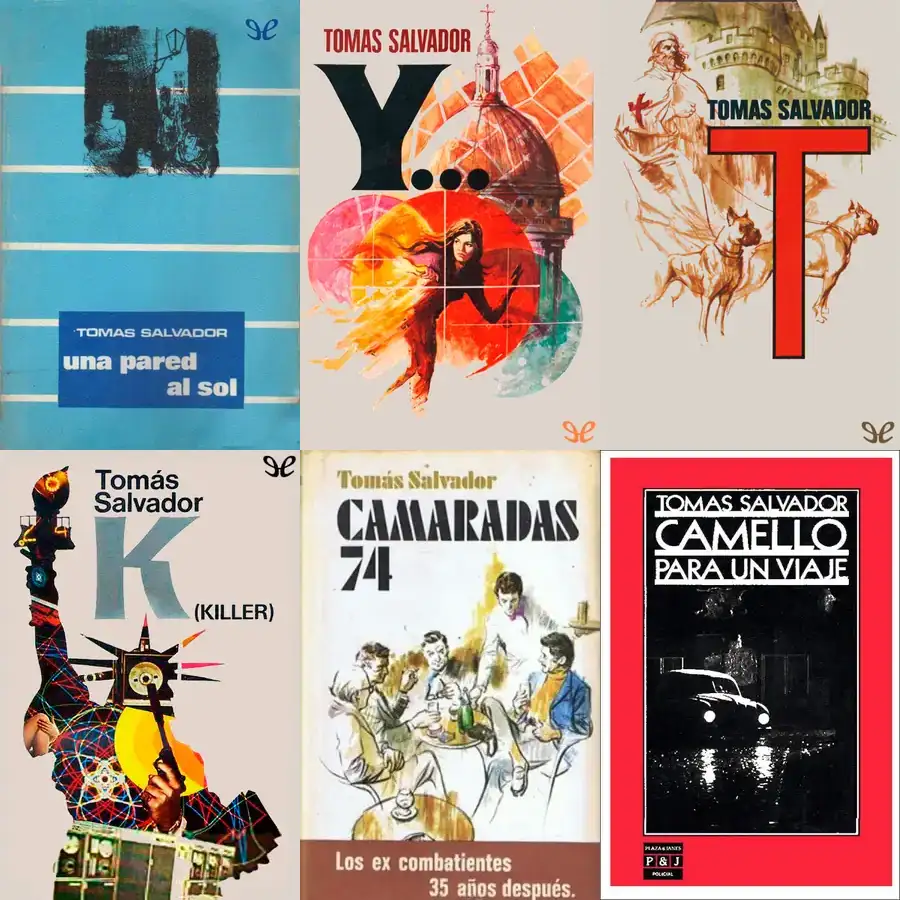 TOMAS SALVADOR
una pared
al sol
TOMAS SALVADOR
Y...
TOMAS SALVADOR
T
Tomás
Salvador
K
(KILLER)
Tomás Salvador
CAMARADAS
74
Los ex combatientes
35 años después.
TOMAS SALVADOR
CAMELLO
PARA UN VIAJE
PLAZA & JANES
P & J
POLICIAL